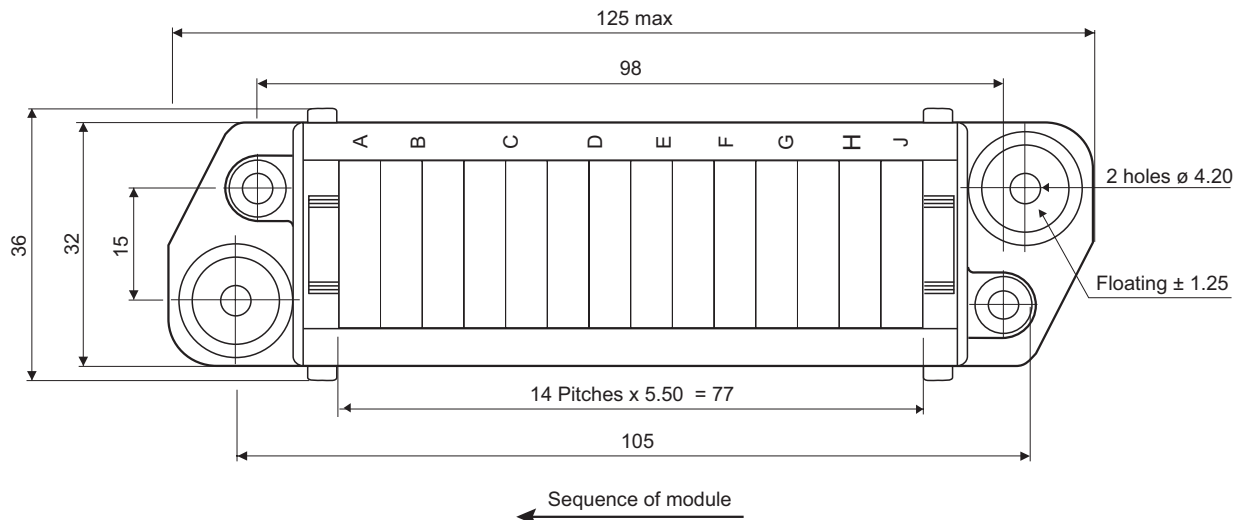 125 max
98
A B C D E F G H J
2 holes ø 4.20
36
32
15
Floating ± 1.25
14 Pitches x 5.50 = 77
105
Sequence of module